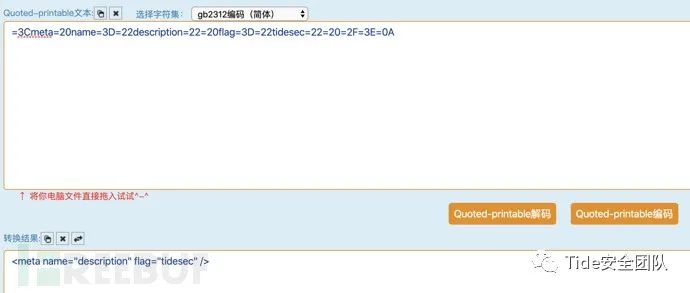 Quoted-printable文本: 选择字符集: gb2312编码（简体）
=3Cmeta=20name=3D=22description=22=20flag=3D=22tidesec=22=20=2F=3E=0A
↑ 将你电脑文件直接拖入试试^-^
Quoted-printable解码 Quoted-printable编码
转换结果:
<meta name="description" flag="tidesec" />
REEBUF
Tide安全团队